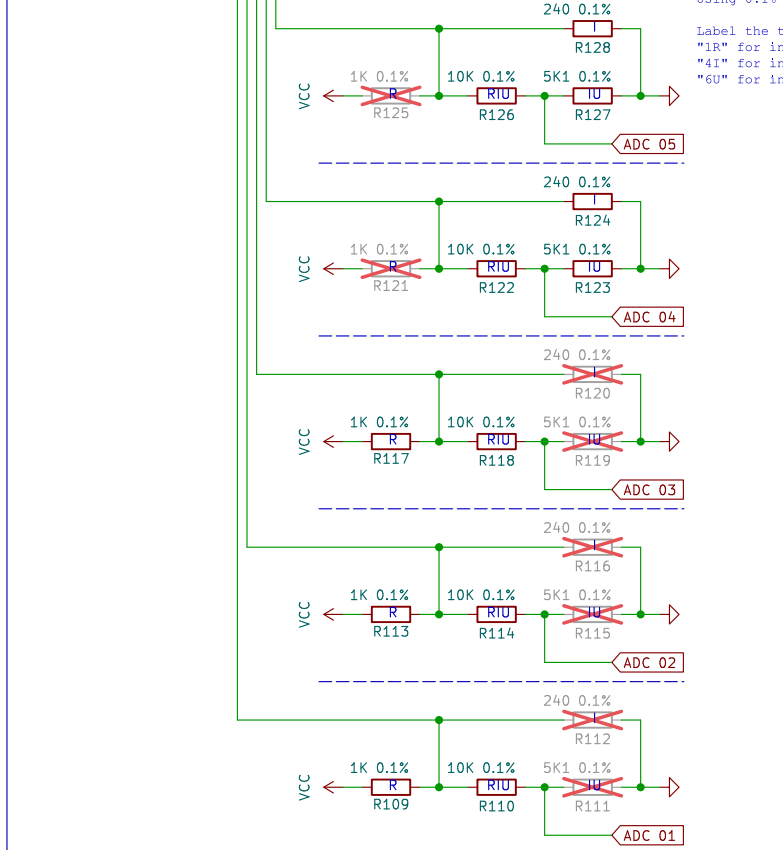 Using 0.1%
240 0.1%
I
R128
Label the t
"1R" for in
"4I" for in
"6U" for in
1K 0.1%
10K 0.1%
5K1 0.1%
VCC
R
RIU
IU
R125
R126
R127
ADC 05
240 0.1%
I
R124
1K 0.1%
10K 0.1%
5K1 0.1%
VCC
R
RIU
IU
R121
R122
R123
ADC 04
240 0.1%
I
R120
1K 0.1%
10K 0.1%
5K1 0.1%
VCC
R
RIU
IU
R117
R118
R119
ADC 03
240 0.1%
I
R116
1K 0.1%
10K 0.1%
5K1 0.1%
VCC
R
RIU
IU
R113
R114
R115
ADC 02
240 0.1%
I
R112
1K 0.1%
10K 0.1%
5K1 0.1%
VCC
R
RIU
IU
R109
R110
R111
ADC 01